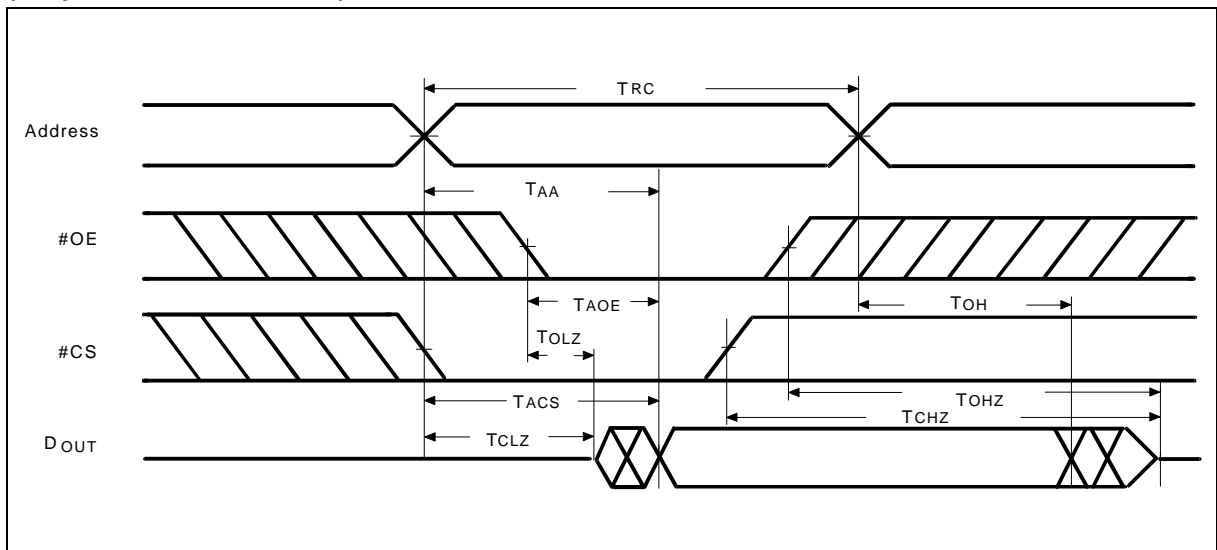 TRC
Address
TAA
#OE
TAOE
TOH
TOLZ
#CS
TACS
TOHZ
TCHZ
TCLZ
DOUT